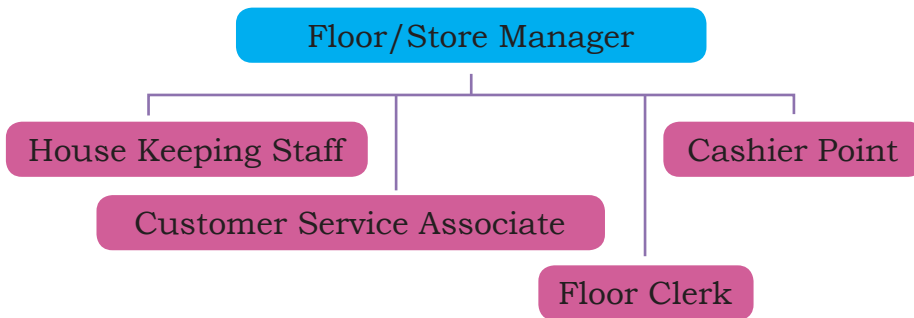 Floor/Store Manager
House Keeping Staff
Cashier Point
Customer Service Associate
Floor Clerk